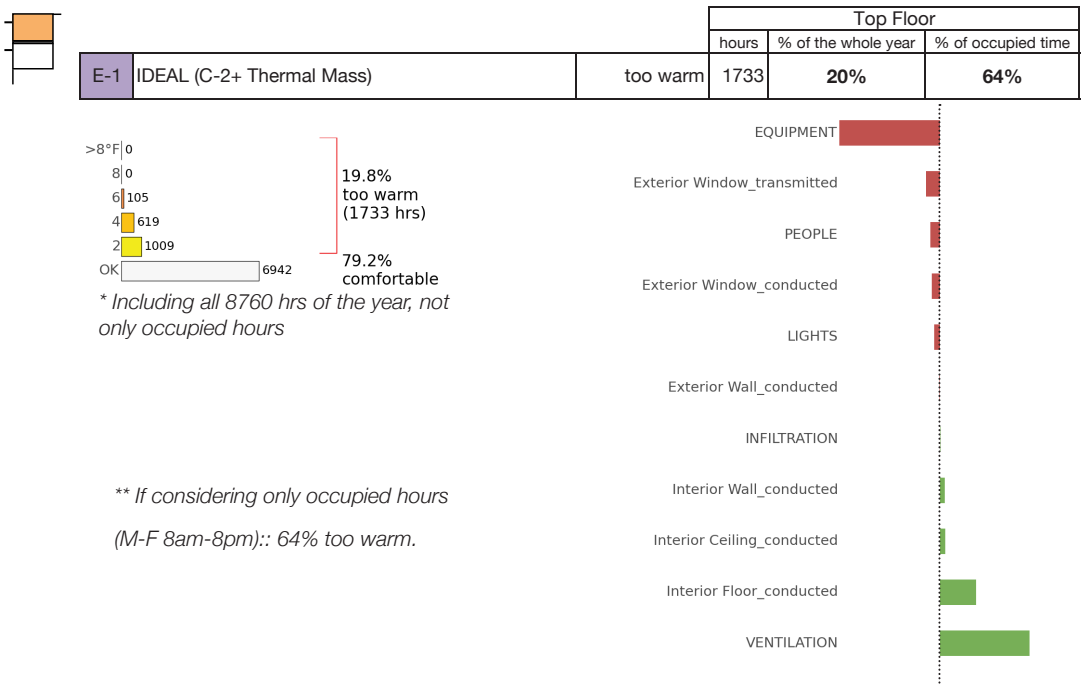 Top Floor
hours % of the whole year % of occupied time
E-1 IDEAL (C-2+ Thermal Mass) too warm 1733 20% 64%
>8°F 0
8 0
6 105
4 619
2 1009
OK 6942
19.8%
too warm
(1733 hrs)
79.2%
comfortable
* Including all 8760 hrs of the year, not
only occupied hours
** If considering only occupied hours
(M-F 8am-8pm):: 64% too warm.
EQUIPMENT
Exterior Window_transmitted
PEOPLE
Exterior Window_conducted
LIGHTS
Exterior Wall_conducted
INFILTRATION
Interior Wall_conducted
Interior Ceiling_conducted
Interior Floor_conducted
VENTILATION